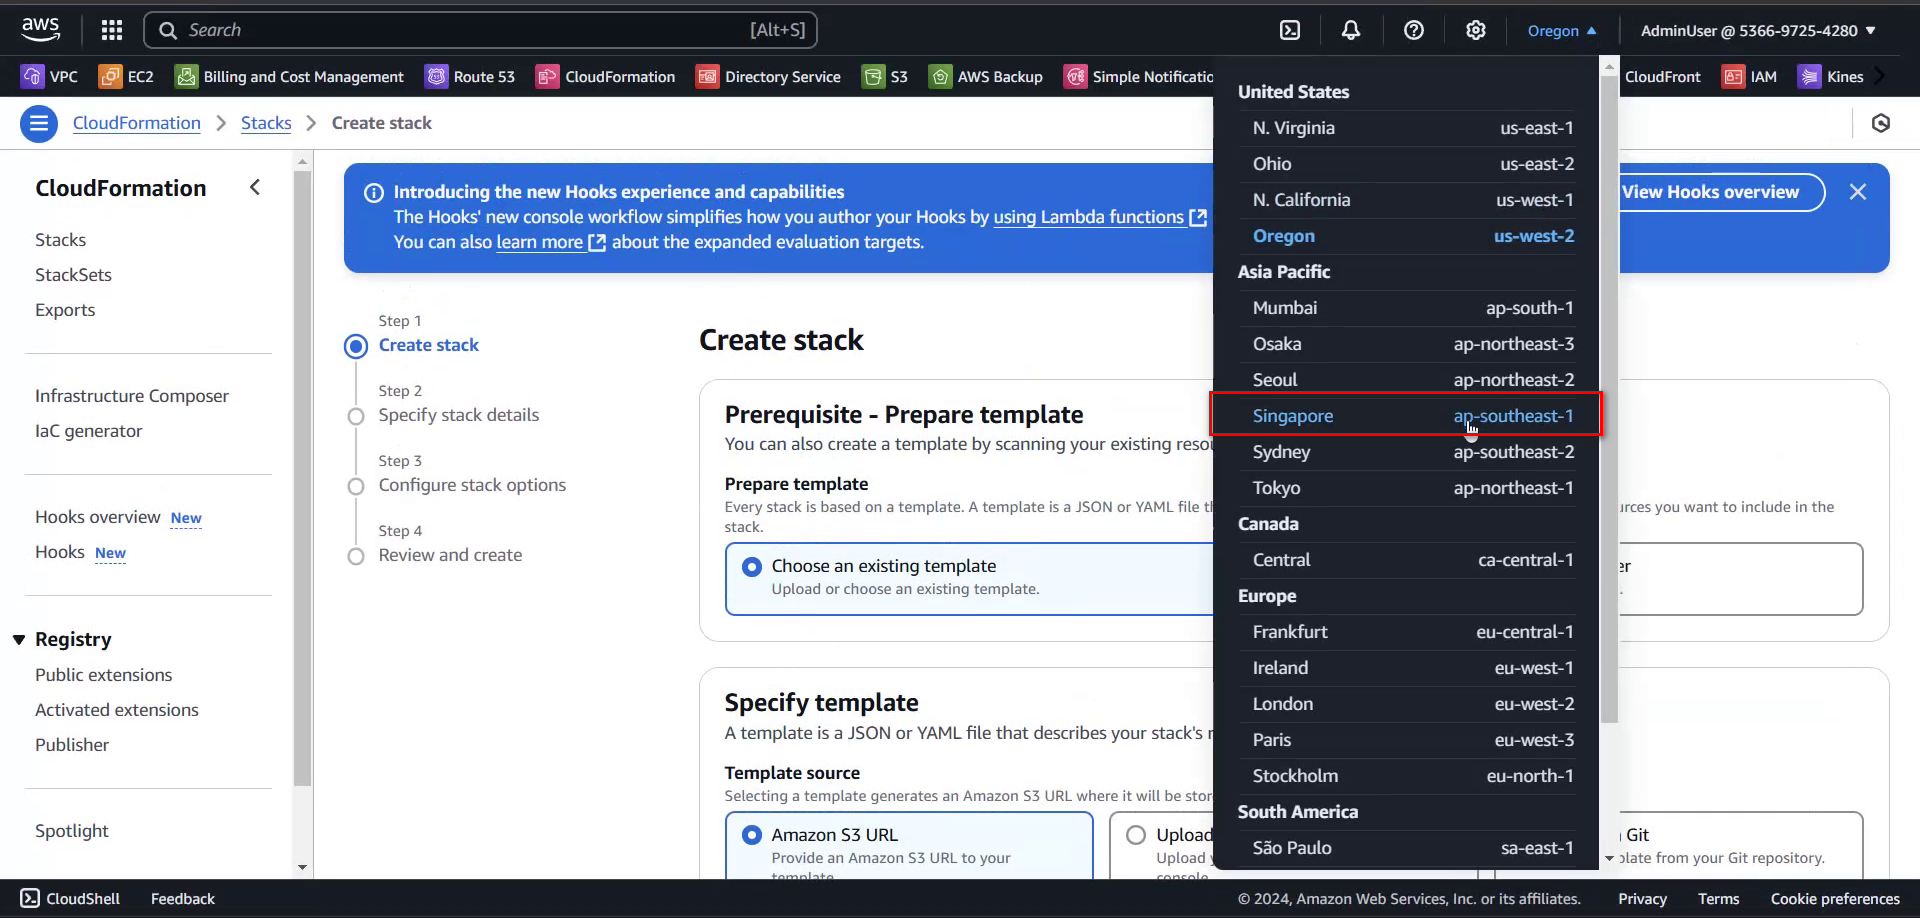 aws
Search
[Alt+S]
Oregon
AdminUser @ 5366-9725-4280
VPC
EC2
Billing and Cost Management
Route 53
CloudFormation
Directory Service
S3
AWS Backup
Simple Notificatio
CloudFront
IAM
Kines
CloudFormation
Stacks
Create stack
CloudFormation
Stacks
StackSets
Exports
Infrastructure Composer
IaC generator
Hooks overview New
Hooks New
Registry
Public extensions
Activated extensions
Publisher
Spotlight
Introducing the new Hooks experience and capabilities
The Hooks' new console workflow simplifies how you author your Hooks by using Lambda functions
You can also learn more about the expanded evaluation targets.
View Hooks overview
Step 1
Create stack
Step 2
Specify stack details
Step 3
Configure stack options
Step 4
Review and create
Create stack
Prerequisite - Prepare template
You can also create a template by scanning your existing reso
Prepare template
Every stack is based on a template. A template is a JSON or YAML file th
urces you want to include in the
stack.
Choose an existing template
Upload or choose an existing template.
er
Specify template
A template is a JSON or YAML file that describes your stack's r
Template source
Selecting a template generates an Amazon S3 URL where it will be stor
Amazon S3 URL
Provide an Amazon S3 URL to your
template.
Upload
Upload y
console.
Git
plate from your Git repository.
United States
N. Virginia us-east-1
Ohio us-east-2
N. California us-west-1
Oregon us-west-2
Asia Pacific
Mumbai ap-south-1
Osaka ap-northeast-3
Seoul ap-northeast-2
Singapore ap-southeast-1
Sydney ap-southeast-2
Tokyo ap-northeast-1
Canada
Central ca-central-1
Europe
Frankfurt eu-central-1
Ireland eu-west-1
London eu-west-2
Paris eu-west-3
Stockholm eu-north-1
South America
São Paulo sa-east-1
CloudShell
Feedback
© 2024, Amazon Web Services, Inc. or its affiliates.
Privacy
Terms
Cookie preferences